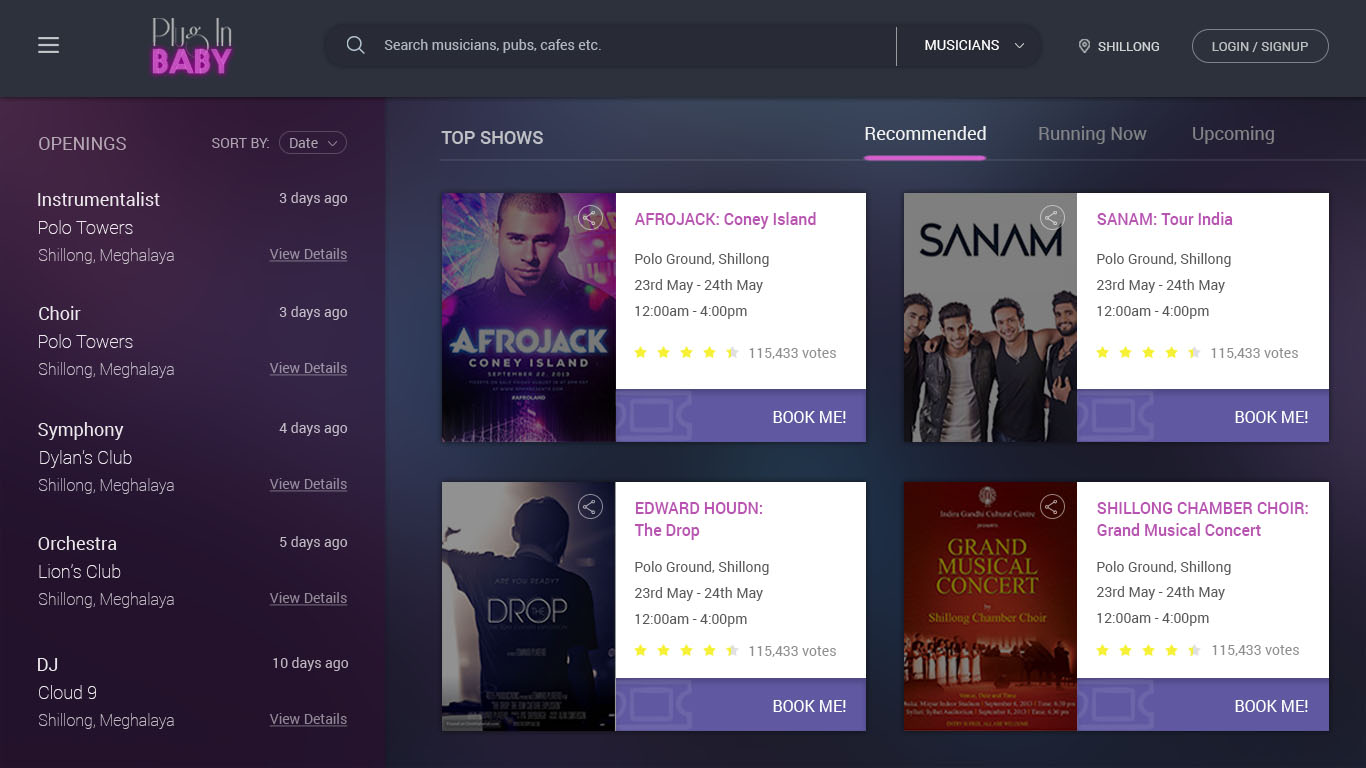 Plug In
BABY
Search musicians, pubs, cafes etc.
MUSICIANS
SHILLONG
LOGIN / SIGNUP
OPENINGS
SORT BY:
Date
Instrumentalist
3 days ago
Polo Towers
Shillong, Meghalaya
View Details
Choir
3 days ago
Polo Towers
Shillong, Meghalaya
View Details
Symphony
4 days ago
Dylan's Club
Shillong, Meghalaya
View Details
Orchestra
5 days ago
Lion's Club
Shillong, Meghalaya
View Details
DJ
10 days ago
Cloud 9
Shillong, Meghalaya
View Details
TOP SHOWS
Recommended
Running Now
Upcoming
AFROJACK
CONEY ISLAND
SEPTEMBER 22, 2013
#AFROLAND
AFROJACK: Coney Island
Polo Ground, Shillong
23rd May - 24th May
12:00am - 4:00pm
115,433 votes
BOOK ME!
SANAM
SANAM: Tour India
Polo Ground, Shillong
23rd May - 24th May
12:00am - 4:00pm
115,433 votes
BOOK ME!
ARE YOU READY?
THE
DROP
EDWARD HOUDN:
The Drop
Polo Ground, Shillong
23rd May - 24th May
12:00am - 4:00pm
115,433 votes
BOOK ME!
Indira Gandhi Cultural Centre
presents
GRAND
MUSICAL
CONCERT
by
Shillong Chamber Choir
Venue, Date and Time
SHILLONG CHAMBER CHOIR:
Grand Musical Concert
Polo Ground, Shillong
23rd May - 24th May
12:00am - 4:00pm
115,433 votes
BOOK ME!